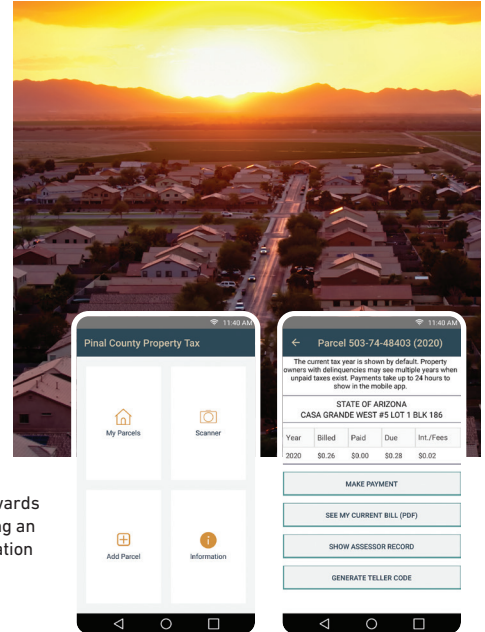 11:40 AM
Pinal County Property Tax
My Parcels
Scanner
Add Parcel
Information
11:40 AM
Parcel 503-74-48403 (2020)
The current tax year is shown by default. Property
owners with delinquencies may see multiple years when
unpaid taxes exist. Payments take up to 24 hours to
show in the mobile app.
STATE OF ARIZONA
CASA GRANDE WEST #5 LOT 1 BLK 186
Year Billed Paid Due Int./Fees
2020 $0.26 $0.00 $0.28 $0.02
MAKE PAYMENT
SEE MY CURRENT BILL (PDF)
SHOW ASSESSOR RECORD
GENERATE TELLER CODE